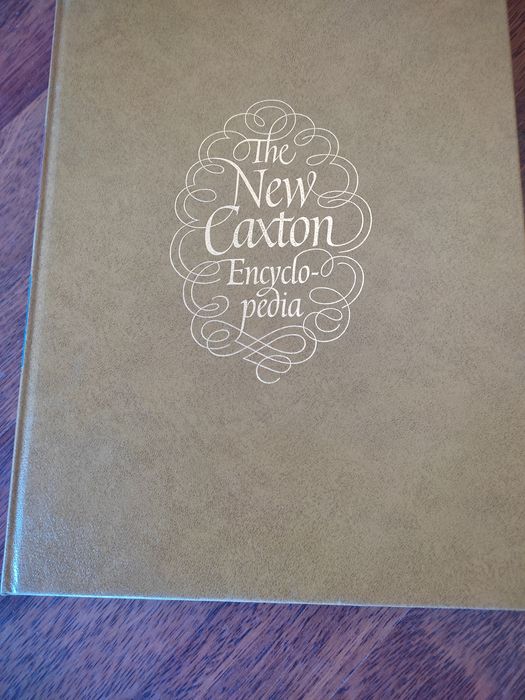 The
New
Caxton
Encyclo-
pedia